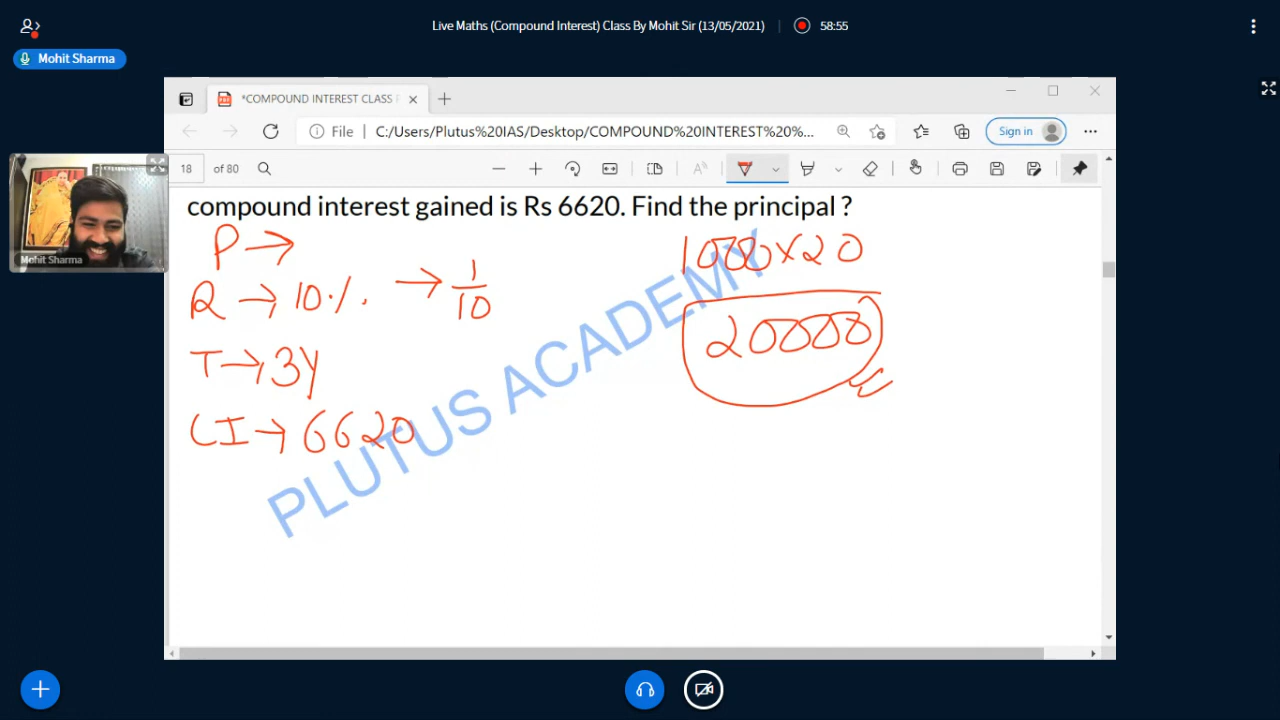 Live Maths (Compound Interest) Class By Mohit Sir (13/05/2021)
58:55
Mohit Sharma
*COMPOUND INTEREST CLASS
File
C:/Users/Plutus%20IAS/Desktop/COMPOUND%20INTEREST%20%...
Sign in
18 of 80
compound interest gained is Rs 6620. Find the principal ?
P →
R → 10 % → 1/10
T → 3y
CI → 6620
1000 x 20
20000
PLUTUS ACADEMY
Mohit Sharma